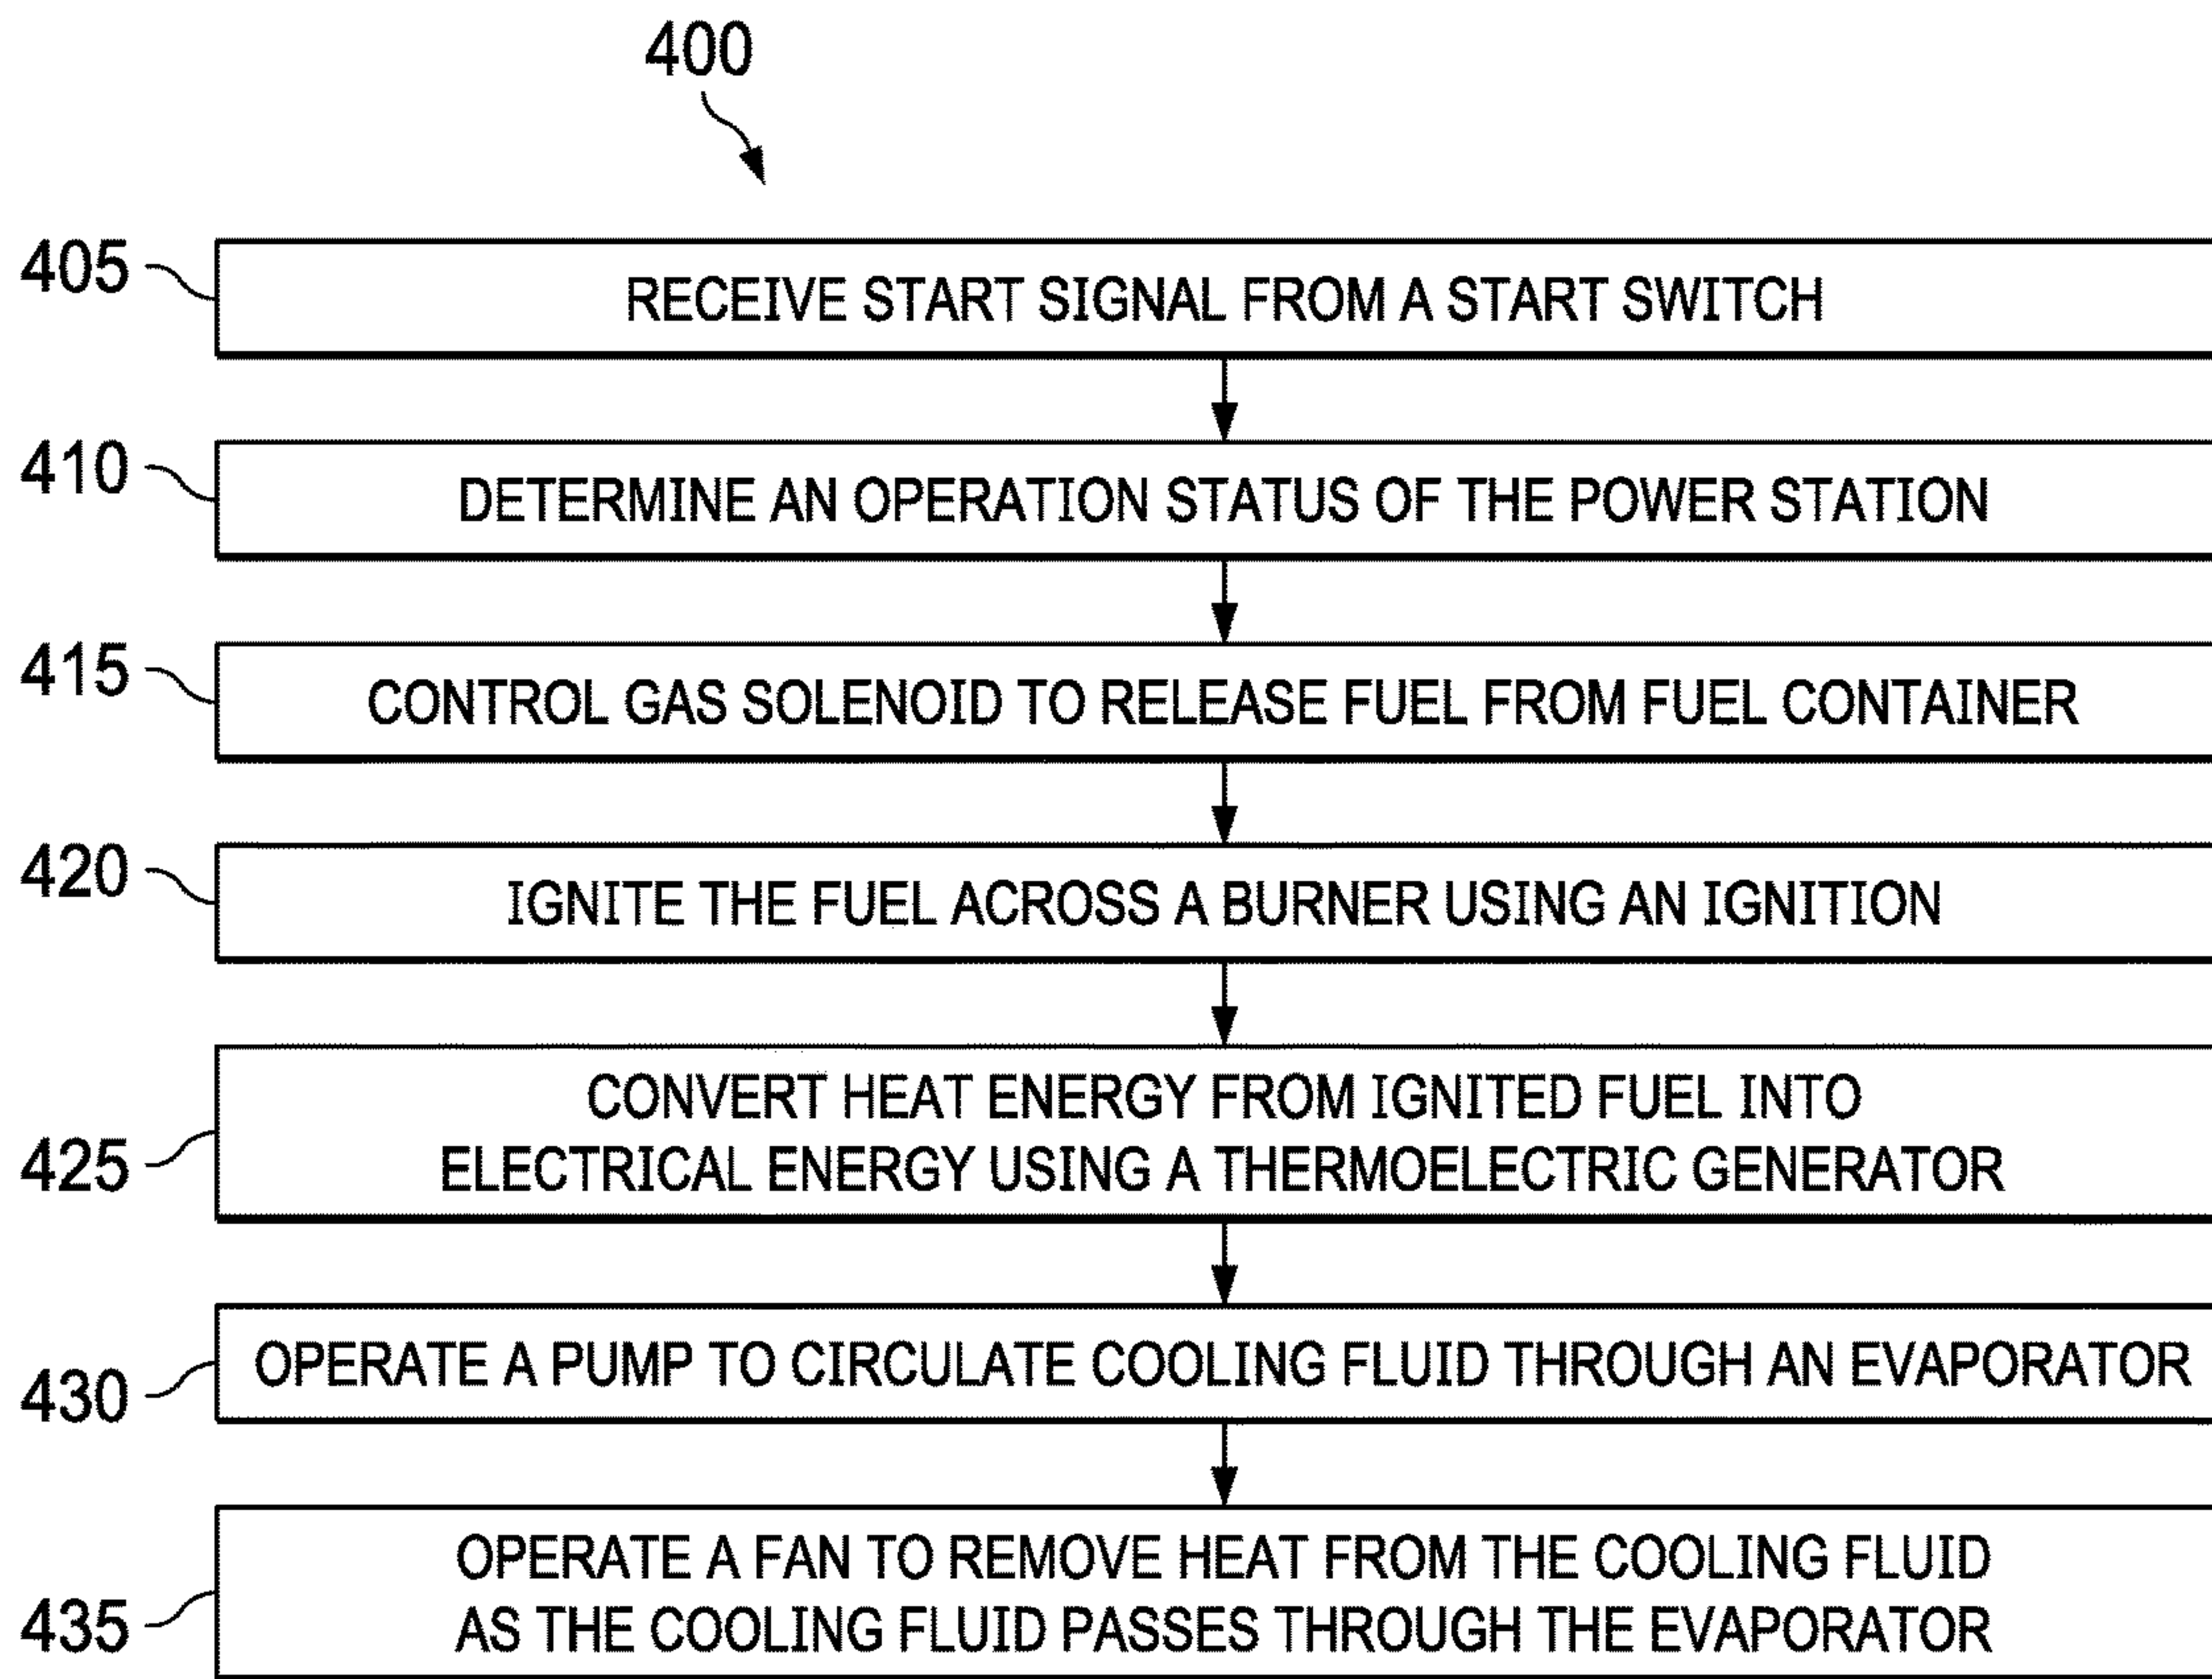 400
405
RECEIVE START SIGNAL FROM A START SWITCH
410
DETERMINE AN OPERATION STATUS OF THE POWER STATION
415
CONTROL GAS SOLENOID TO RELEASE FUEL FROM FUEL CONTAINER
420
IGNITE THE FUEL ACROSS A BURNER USING AN IGNITION
425
CONVERT HEAT ENERGY FROM IGNITED FUEL INTO
ELECTRICAL ENERGY USING A THERMOELECTRIC GENERATOR
430
OPERATE A PUMP TO CIRCULATE COOLING FLUID THROUGH AN EVAPORATOR
435
OPERATE A FAN TO REMOVE HEAT FROM THE COOLING FLUID
AS THE COOLING FLUID PASSES THROUGH THE EVAPORATOR